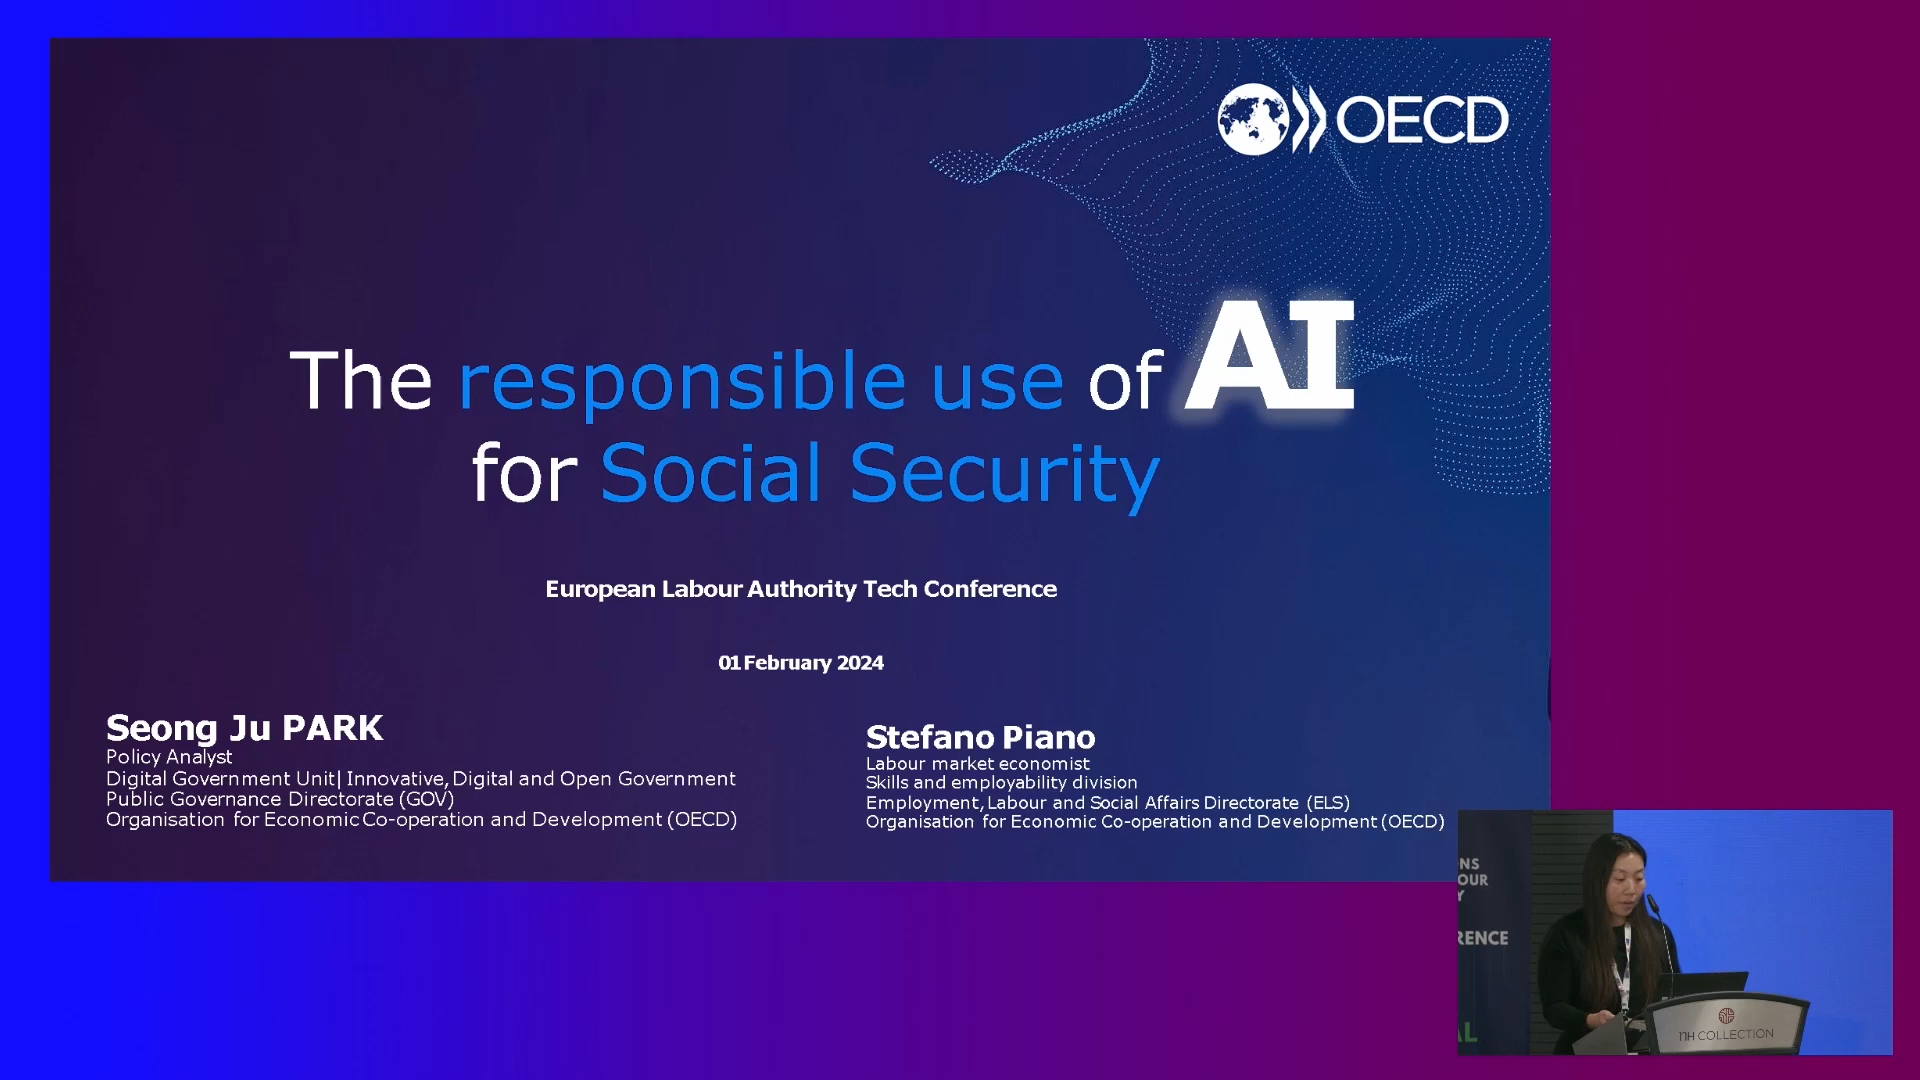 OECD
The responsible use of AI
for Social Security
European Labour Authority Tech Conference
01 February 2024
Seong Ju PARK
Policy Analyst
Digital Government Unit| Innovative, Digital and Open Government
Public Governance Directorate (GOV)
Organisation for Economic Co-operation and Development (OECD)
Stefano Piano
Labour market economist
Skills and employability division
Employment, Labour and Social Affairs Directorate (ELS)
Organisation for Economic Co-operation and Development (OECD)
NS
OUR
Y
RENCE
AL
NH COLLECTION